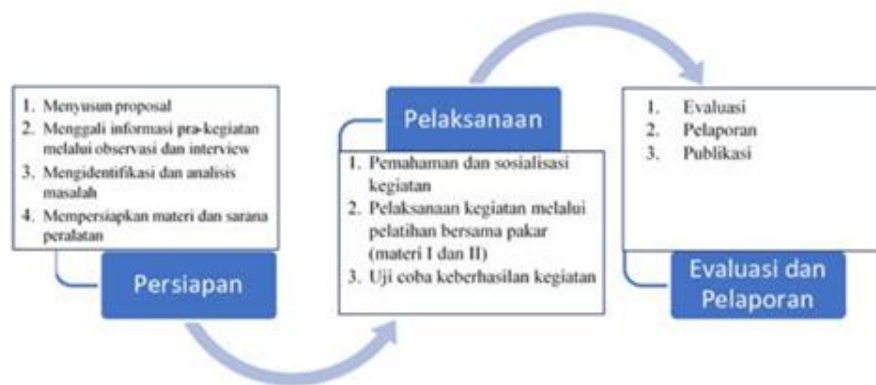 1. Menyusun proposal
2. Menggali informasi pra-kegiatan
melalui observasi dan interview
3. Mengidentifikasi dan analisis
masalah
4. Mempersiapkan materi dan sarana
peralatan
Persiapan
Pelaksanaan
1. Pemahaman dan sosialisasi
kegiatan
2. Pelaksanaan kegiatan melalui
pelatihan bersama pakar
(materi I dan II)
3. Uji coba keberhasilan kegiatan
1. Evaluasi
2. Pelaporan
3. Publikasi
Evaluasi dan
Pelaporan